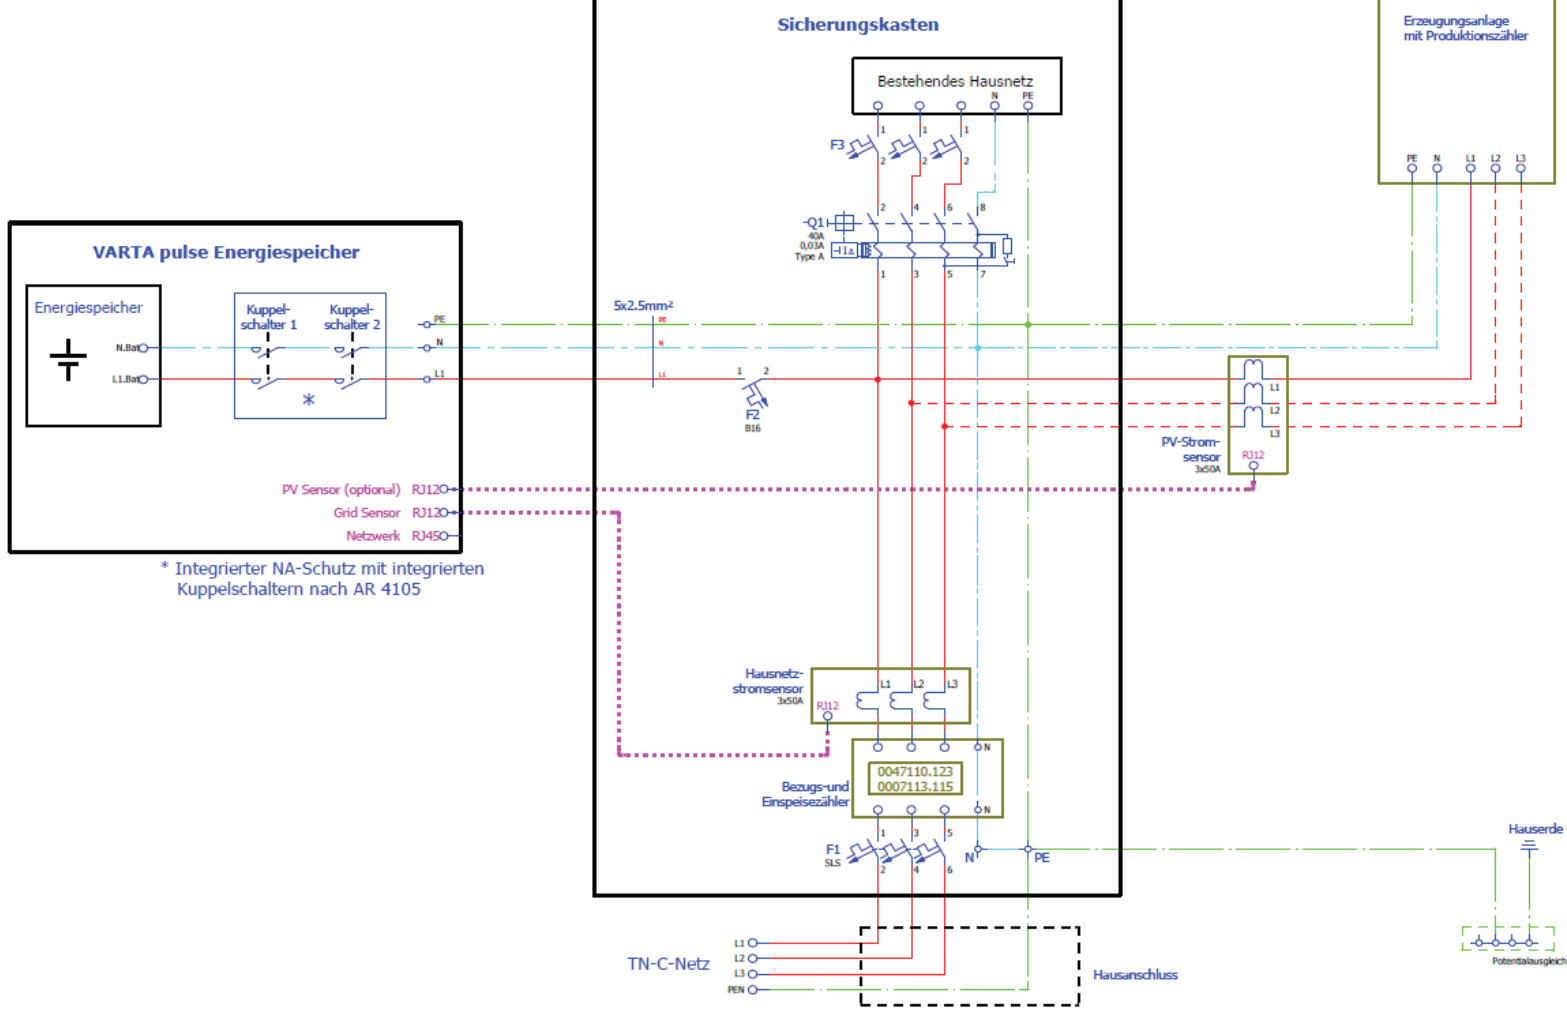 Sicherungskasten
Bestehendes Hausnetz
N
PE
F3
1
1
1
2
2
2
-Q1
40A
0,03A
Type A
2
4
6
8
1
3
5
7
Erzeugungsanlage
mit Produktionszähler
PE
N
L1
L2
L3
VARTA pulse Energiespeicher
Energiespeicher
N.Bat
L1.Bat
Kuppel-
schalter 1
Kuppel-
schalter 2
*
PE
N
L1
5x2.5mm²
PE
N
L1
1
2
F2
B16
L1
L2
L3
PV-Strom-
sensor
3x50A
RJ12
PV Sensor (optional) RJ12
Grid Sensor RJ12
Netzwerk RJ45
* Integrierter NA-Schutz mit integrierten
Kuppelschaltern nach AR 4105
Hausnetz-
stromsensor
3x50A
RJ12
L1
L2
L3
N
0047110.123
0007113.115
Bezugs-und
Einspeisezähler
N
F1
SLS
1
3
5
2
4
6
N
PE
Hauserde
Potentialausgleich
TN-C-Netz
L1
L2
L3
PEN
Hausanschluss